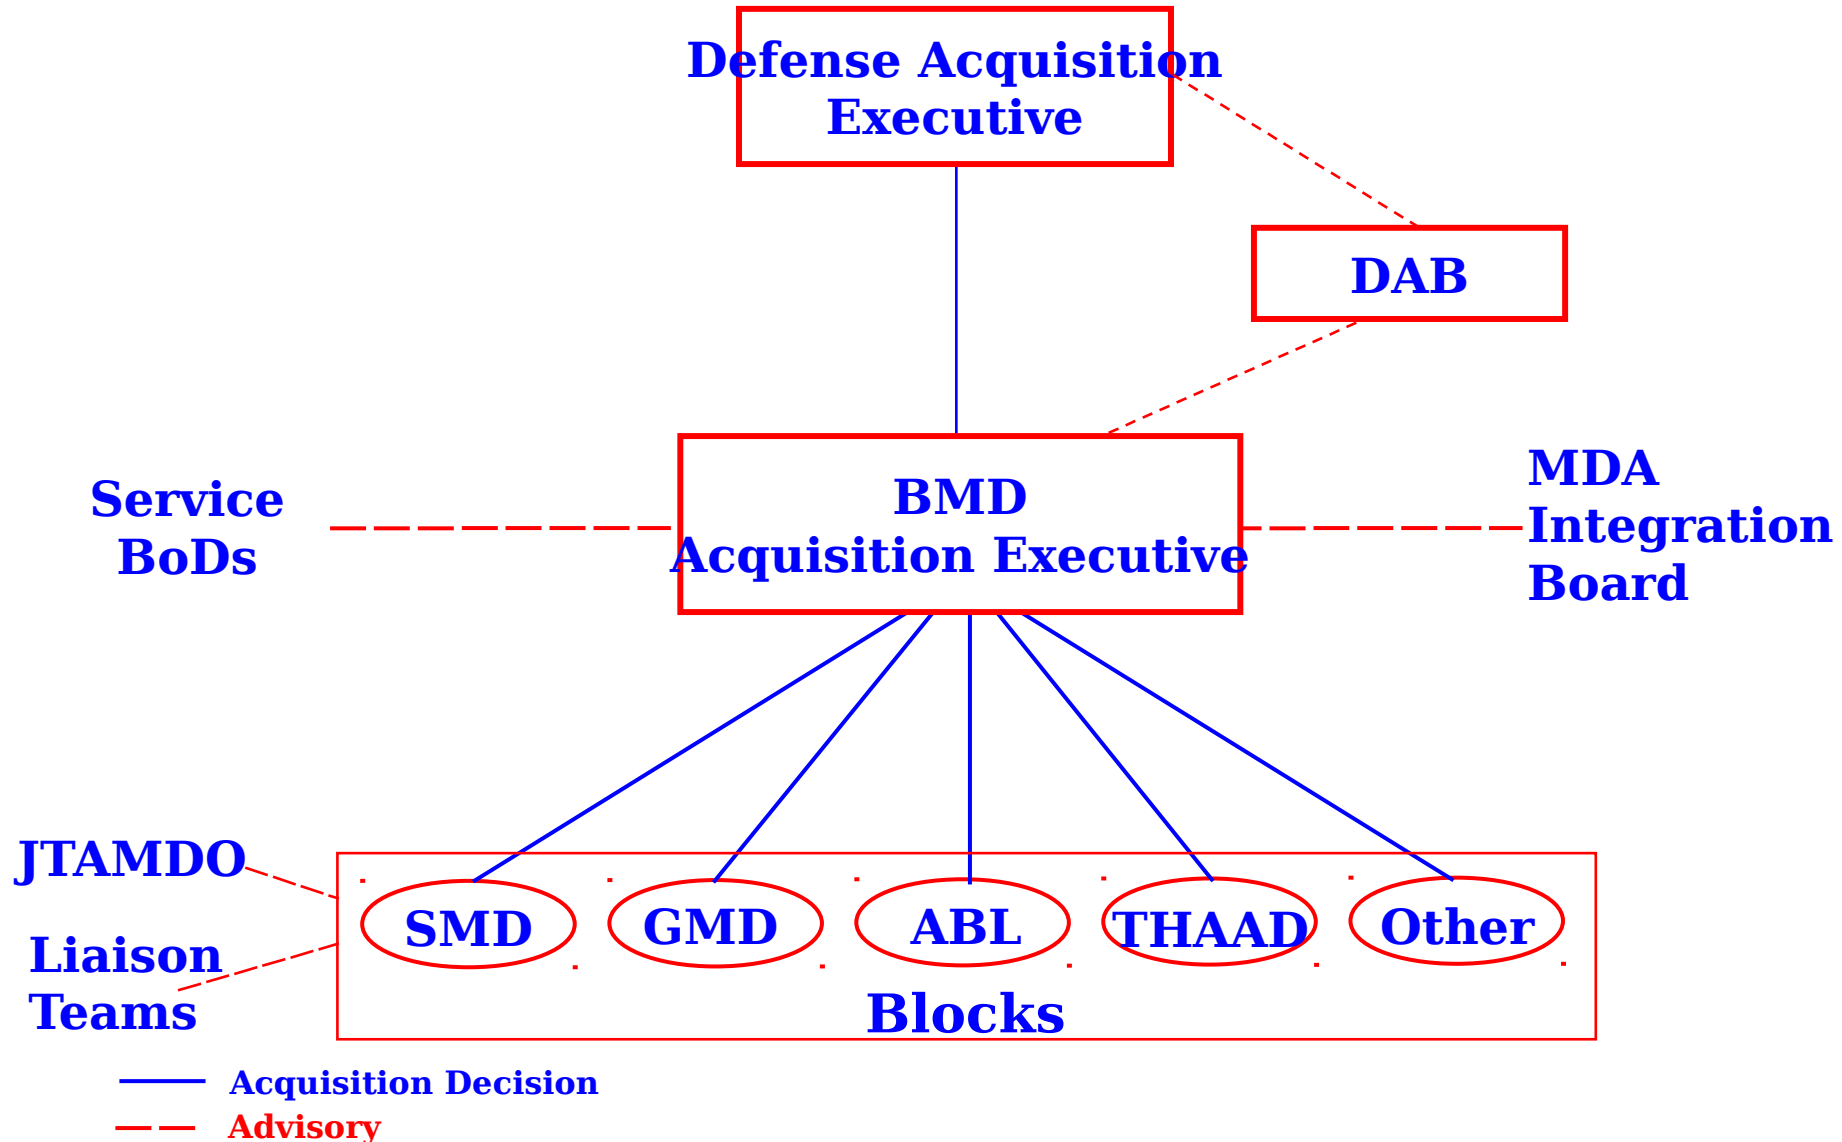 Defense Acquisition
Executive
DAB
Service
BoDs
BMD
Acquisition Executive
MDA
Integration
Board
JTAMDO
Liaison
Teams
SMD
GMD
ABL
THAAD
Other
Blocks
Acquisition Decision
Advisory